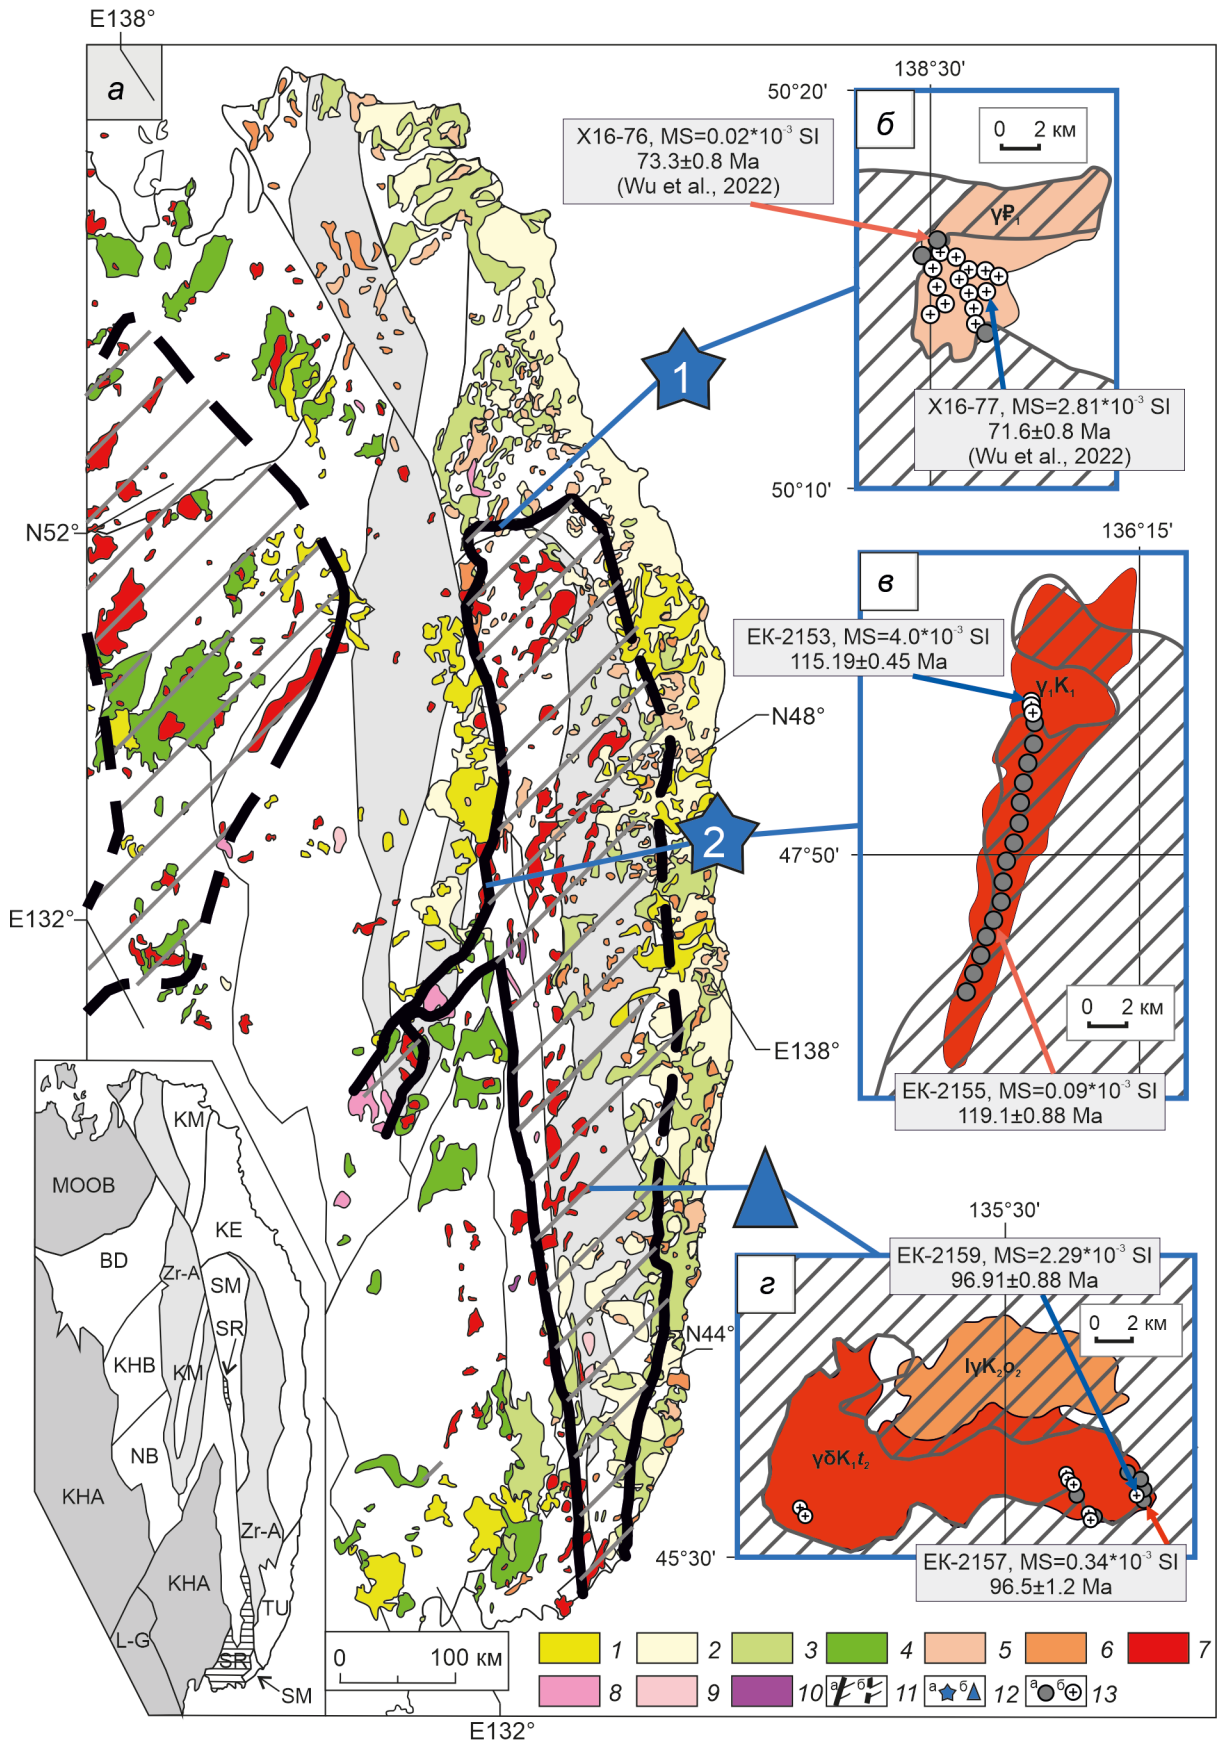 E138°
а
138°30'
50°20'
б
0 2 км
X16-76, MS=0.02*10⁻³ SI
73.3±0.8 Ma
(Wu et al., 2022)
γ₽₁
1
X16-77, MS=2.81*10⁻³ SI
71.6±0.8 Ma
(Wu et al., 2022)
50°10'
N52°
136°15'
в
ЕК-2153, MS=4.0*10⁻³ SI
115.19±0.45 Ma
γ₁K₁
N48°
2
47°50'
E132°
0 2 км
E138°
ЕК-2155, MS=0.09*10⁻³ SI
119.1±0.88 Ma
KM
MOOB
KE
BD
Zr-A
SM
SR
KHB
KM
NB
KHA
Zr-A
KHA
TU
L-G
SR
SM
135°30'
ЕК-2159, MS=2.29*10⁻³ SI
96.91±0.88 Ma
г
0 2 км
N44°
lγK₂o₂
γδK₁t₂
45°30'
ЕК-2157, MS=0.34*10⁻³ SI
96.5±1.2 Ma
0 100 км
1 2 3 4 5 6 7
8 9 10 а б 11 а б 12 а б 13
E132°